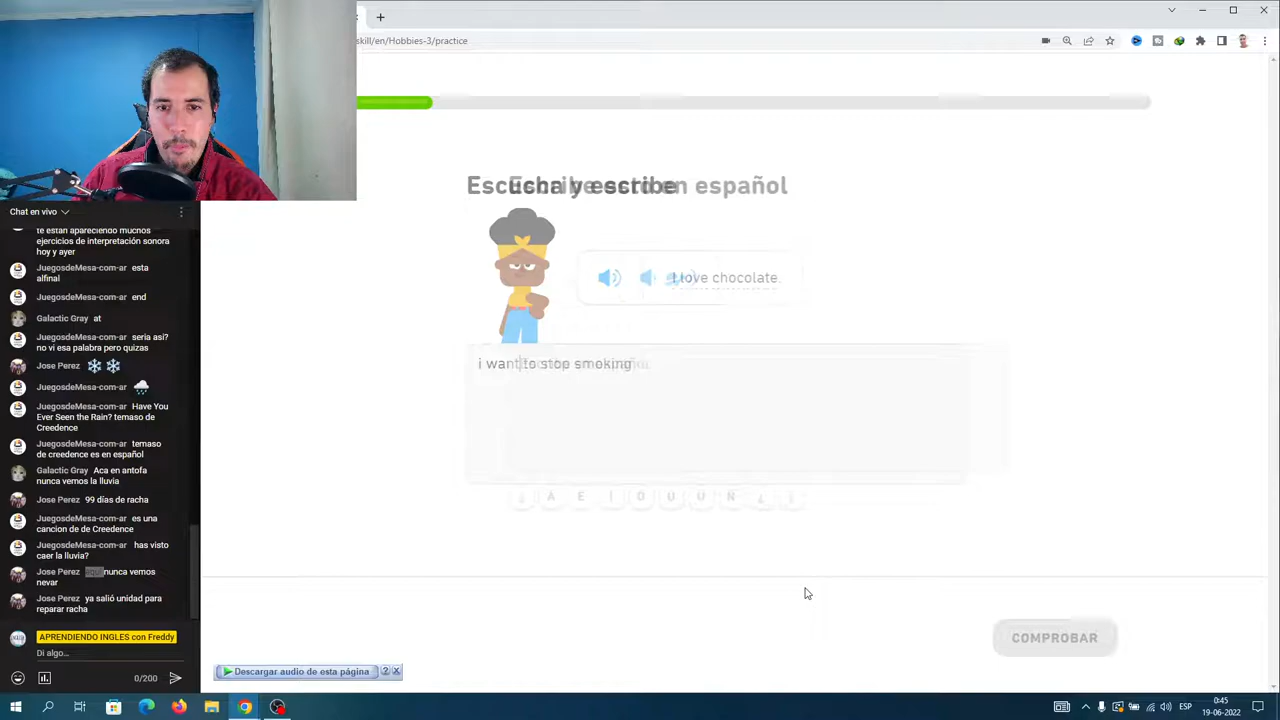 skill/en/Hobbies-3/practice
Chat en vivo
te están apareciendo muchos
ejercicios de interpretación sonora
hoy y ayer
JuegosdeMesa-com-ar esta
alfinal
JuegosdeMesa-com-ar end
Galactic Gray at
JuegosdeMesa-com-ar seria asi?
no vi esa palabra pero quizas
Jose Perez ❄️ ❄️
JuegosdeMesa-com-ar 🌧️
JuegosdeMesa-com-ar Have You
Ever Seen the Rain? temaso de
Creedence
JuegosdeMesa-com-ar temaso
de creedence es en español
Galactic Gray Aca en antofa
nunca vemos la lluvia
Jose Perez 99 días de racha
JuegosdeMesa-com-ar es una
cancion de de Creedence
JuegosdeMesa-com-ar has visto
caer la lluvia?
Jose Perez nunca vemos
nevar
Jose Perez ya salió unidad para
reparar racha
APRENDIENDO INGLES con Freddy
Di algo...
0/200
Escucha y escribe
Escribe esto en español
I love chocolate.
i want to stop smoking
COMPROBAR
Descargar audio de esta página ? X
ESP
0:45
19-06-2022